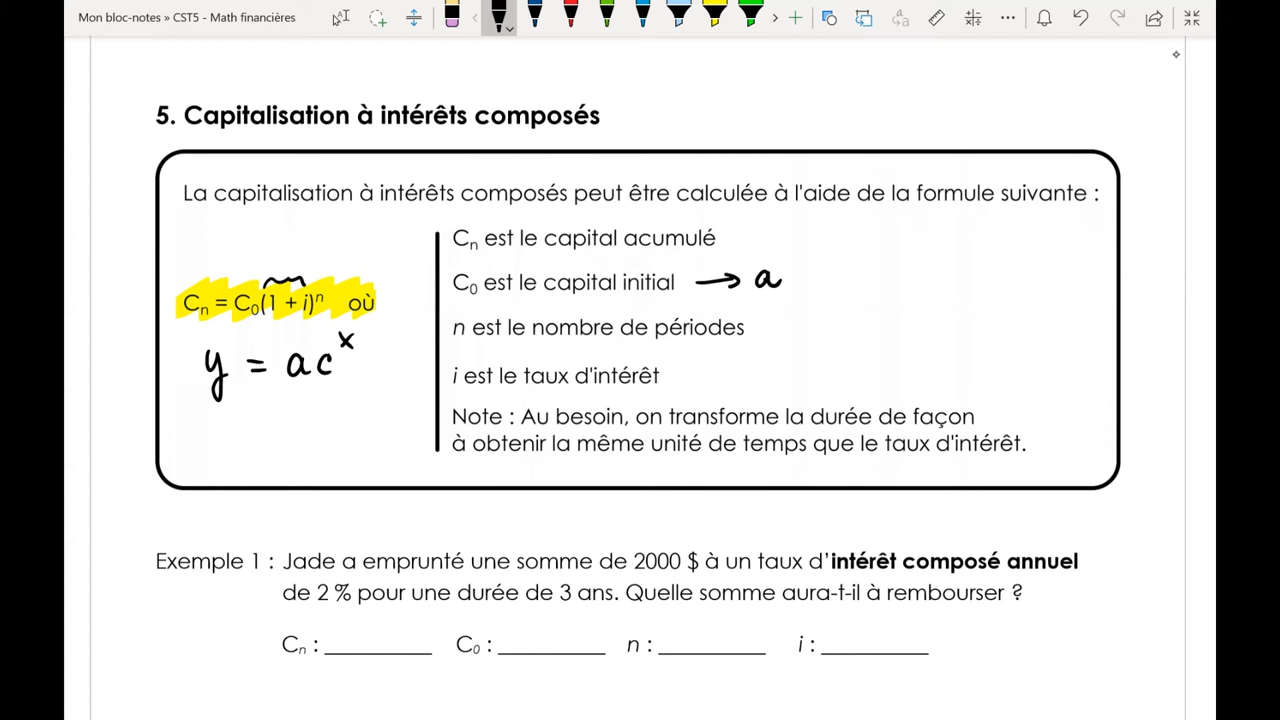 Mon bloc-notes » CST5 - Math financières
5. Capitalisation à intérêts composés
La capitalisation à intérêts composés peut être calculée à l'aide de la formule suivante :
Cn est le capital acumulé
C0 est le capital initial → a
Cn = C0(1 + i)^n où
n est le nombre de périodes
y = ac^x
i est le taux d'intérêt
Note : Au besoin, on transforme la durée de façon
à obtenir la même unité de temps que le taux d'intérêt.
Exemple 1 : Jade a emprunté une somme de 2000 $ à un taux d'intérêt composé annuel
de 2 % pour une durée de 3 ans. Quelle somme aura-t-il à rembourser ?
Cn : _________ C0 : _________ n : _________ i : _________